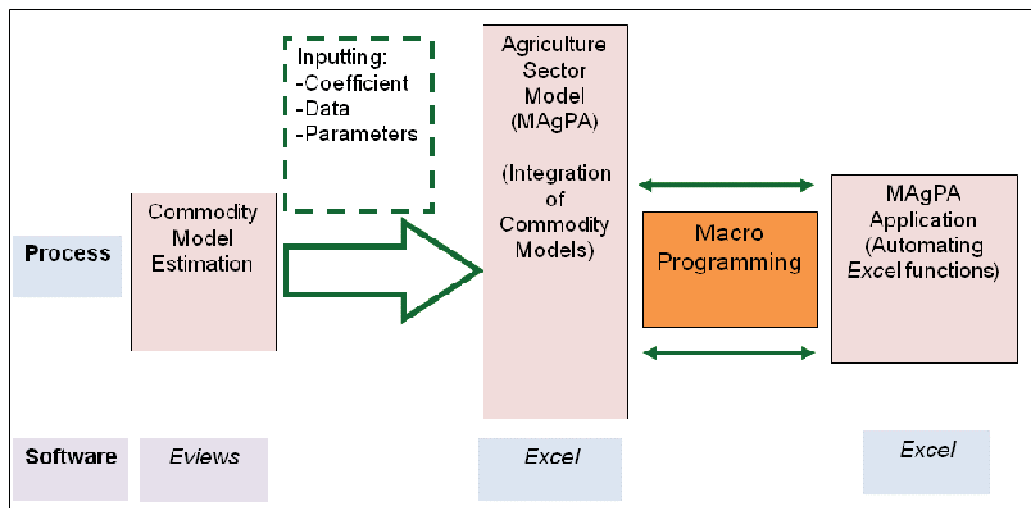 Inputting:
-Coefficient
-Data
-Parameters
Agriculture
Sector
Model
(MAgPA)
(Integration
of
Commodity
Models)
Process
Commodity
Model
Estimation
Macro
Programming
MAgPA
Application
(Automating
Excel functions)
Software
Eviews
Excel
Excel